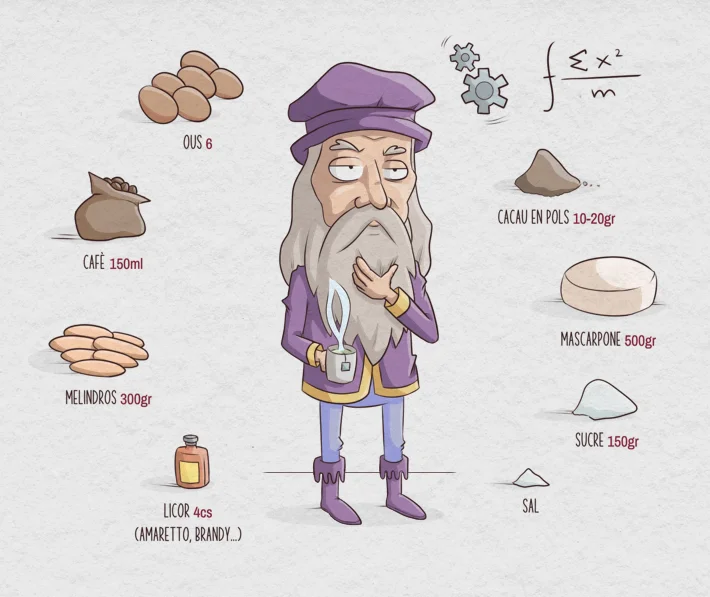 ∫ Σx²
m
OUS 6
CACAU EN POLS 10-20gr
CAFÈ 150ml
MASCARPONE 500gr
MELINDROS 300gr
SUCRE 150gr
LICOR 4cs
(AMARETTO, BRANDY...)
SAL